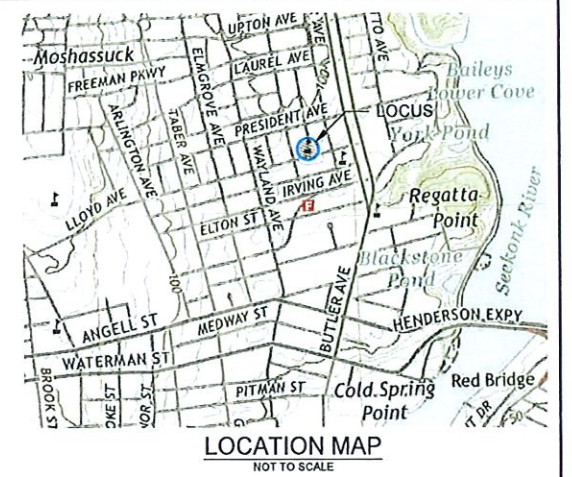 UPTON AVE
AVE
Moshassuck
ELMGROVE AVE
LAUREL AVE
FREEMAN PKWY
Baileys
Lower Cove
ARLINGTON AVE
TABER AVE
PRESIDENT AVE
LOCUS
York Pond
WAYLAND AVE
IRVING AVE
LLOYD AVE
F
Regatta
Point
ELTON ST
Seekonk River
Blackstone
Pond
100
BUTLER AVE
ANGELL ST
MEDWAY ST
HENDERSON EXPY
WATERMAN ST
BROOK ST
PITMAN ST
Cold Spring
Point
Red Bridge
50
LOCATION MAP
NOT TO SCALE